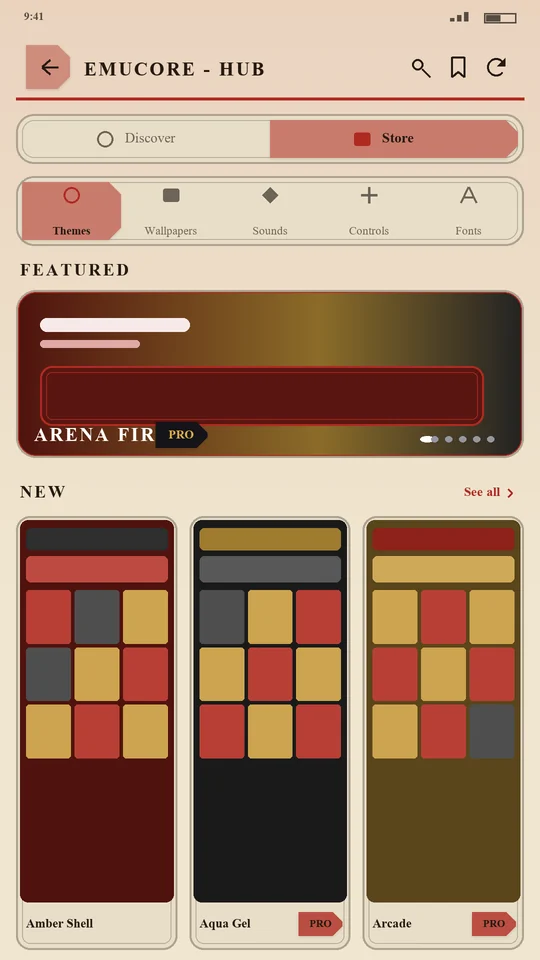 9:41
EMUCORE - HUB
Discover
Store
Themes
Wallpapers
Sounds
Controls
Fonts
FEATURED
ARENA FIR
PRO
NEW
See all
Amber Shell
Aqua Gel
PRO
Arcade
PRO